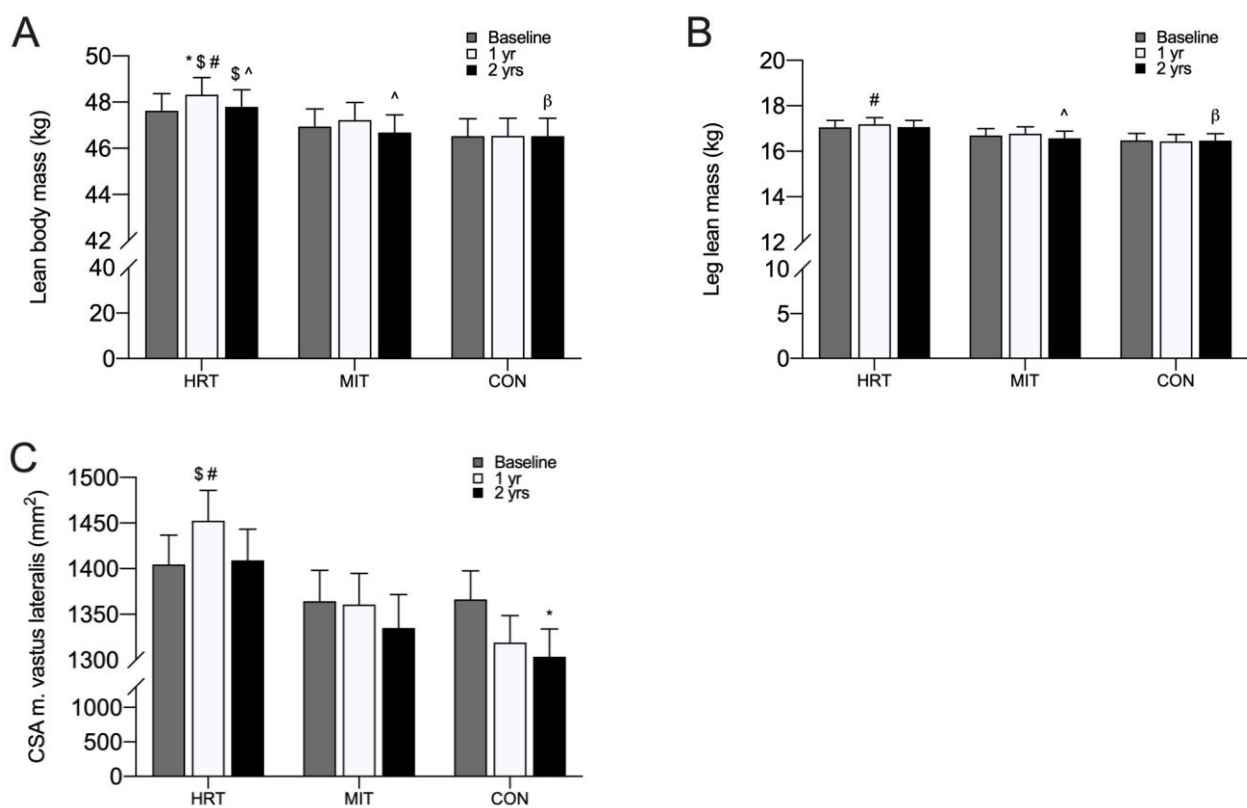 A
Lean body mass (kg)
50
48
46
44
42
40
20
0
* $ #
$ ^
^
β
Baseline
1 yr
2 yrs
HRT MIT CON
B
Leg lean mass (kg)
20
18
16
14
12
10
5
0
#
^
β
Baseline
1 yr
2 yrs
HRT MIT CON
C
CSA m. vastus lateralis (mm²)
1500
1450
1400
1350
1300
1000
500
0
$ #
*
Baseline
1 yr
2 yrs
HRT MIT CON